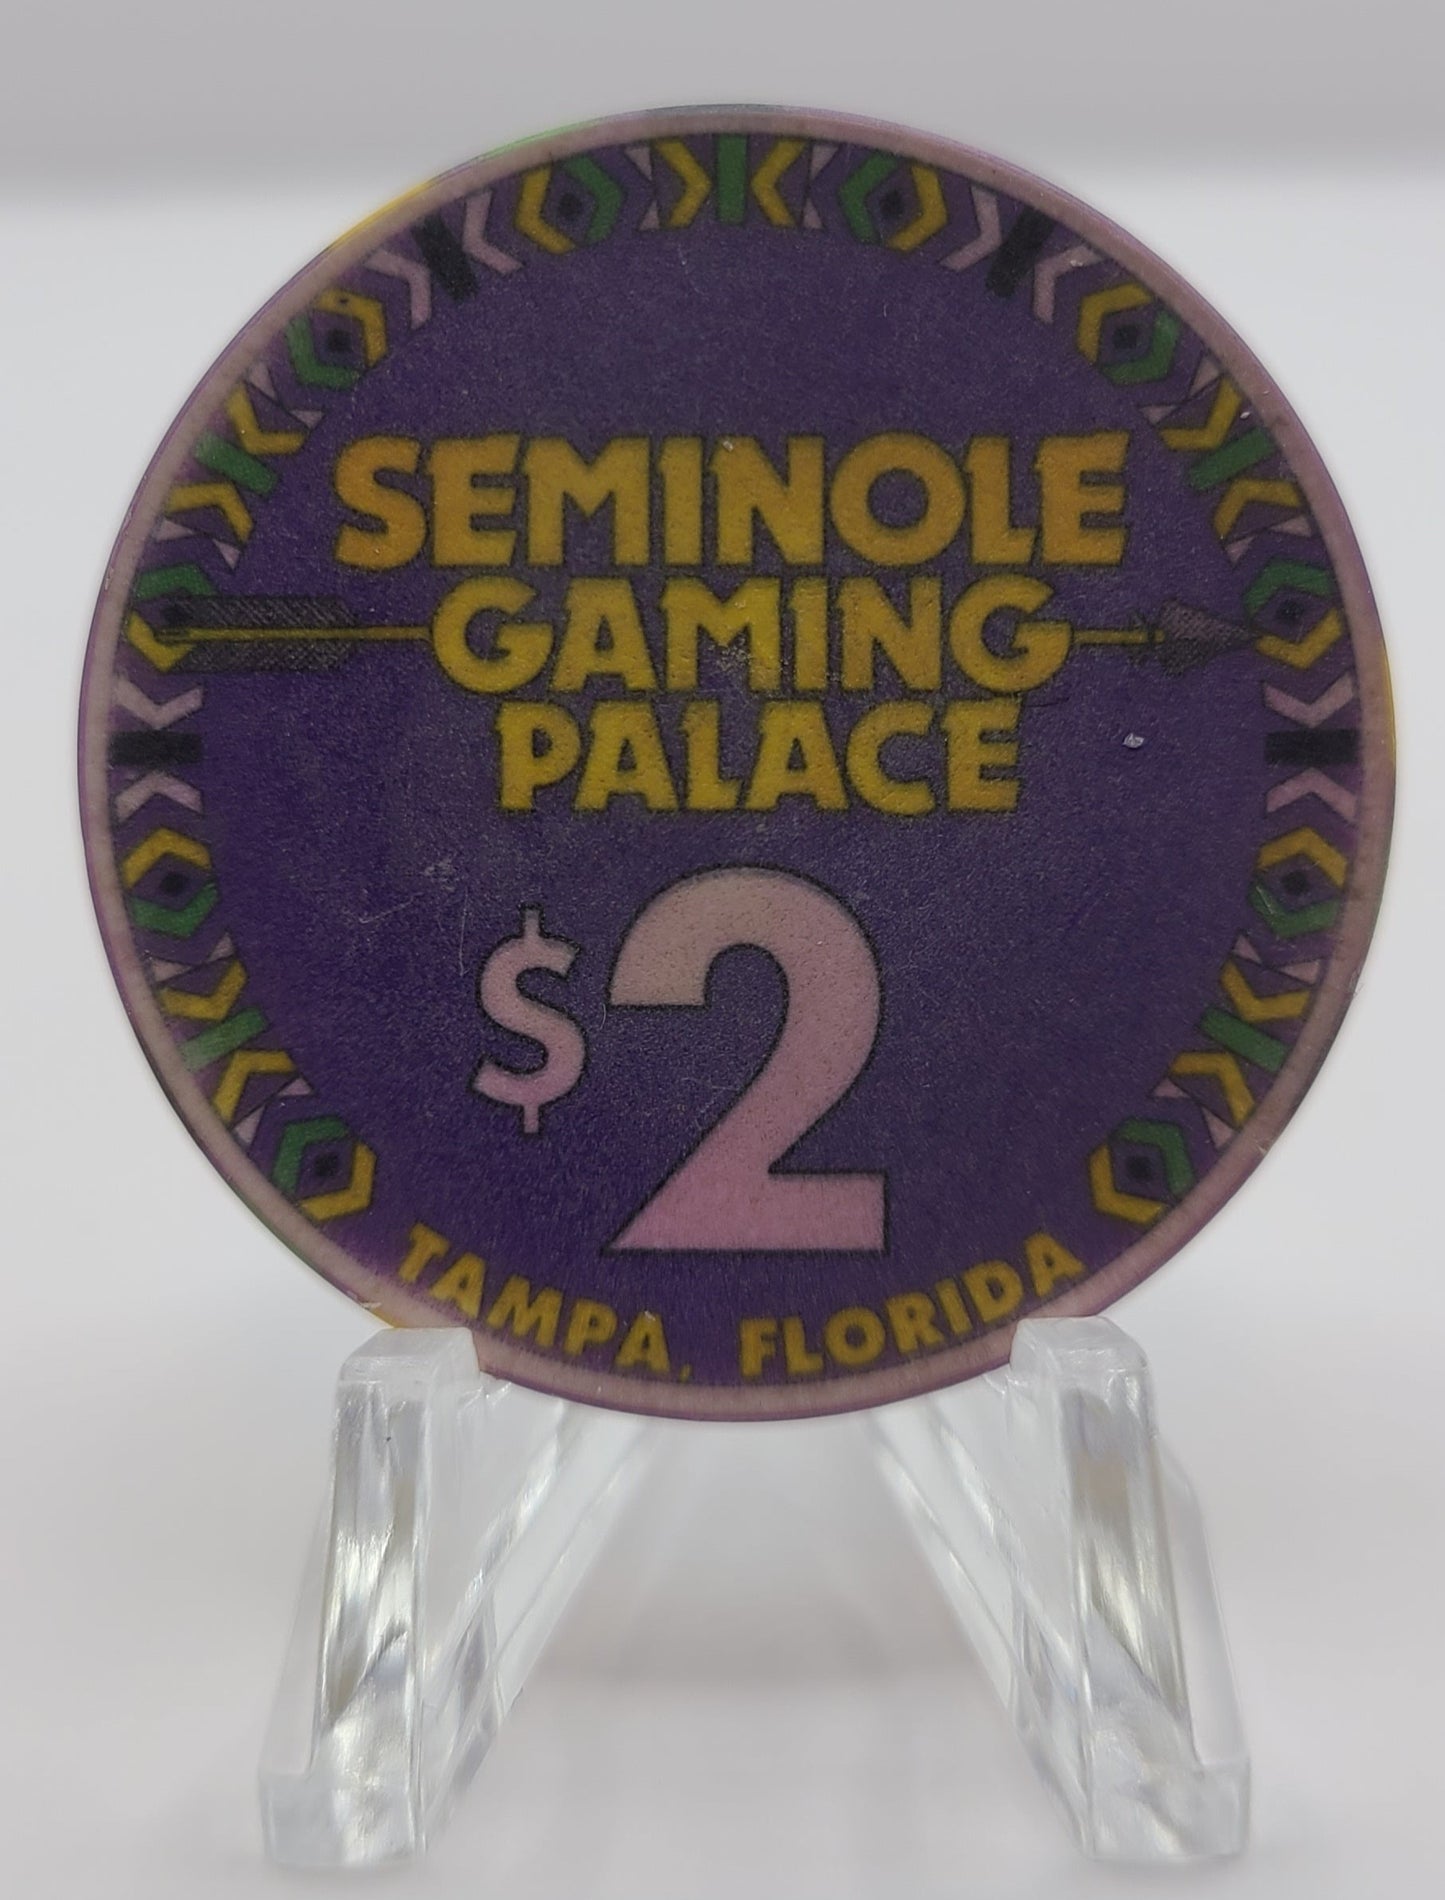 SEMINOLE
GAMING
PALACE
$2
TAMPA, FLORIDA